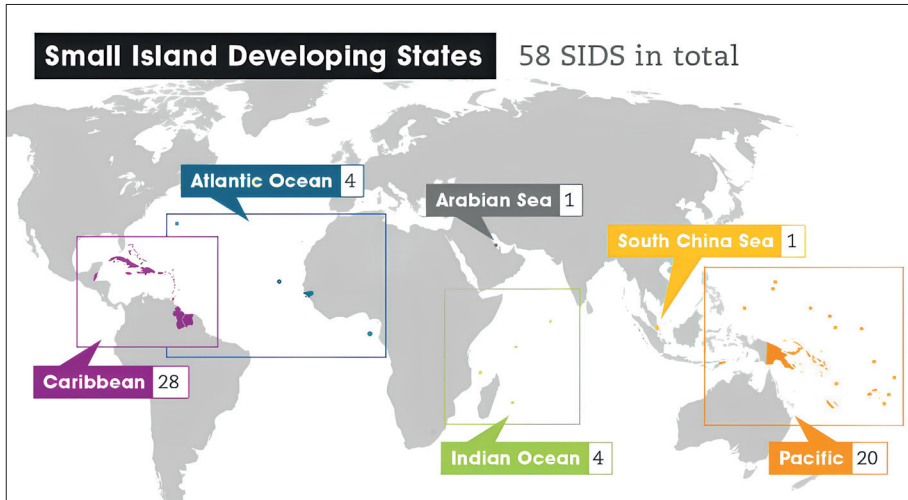 Small Island Developing States 58 SIDS in total
Atlantic Ocean 4
Arabian Sea 1
South China Sea 1
Caribbean 28
Indian Ocean 4
Pacific 20